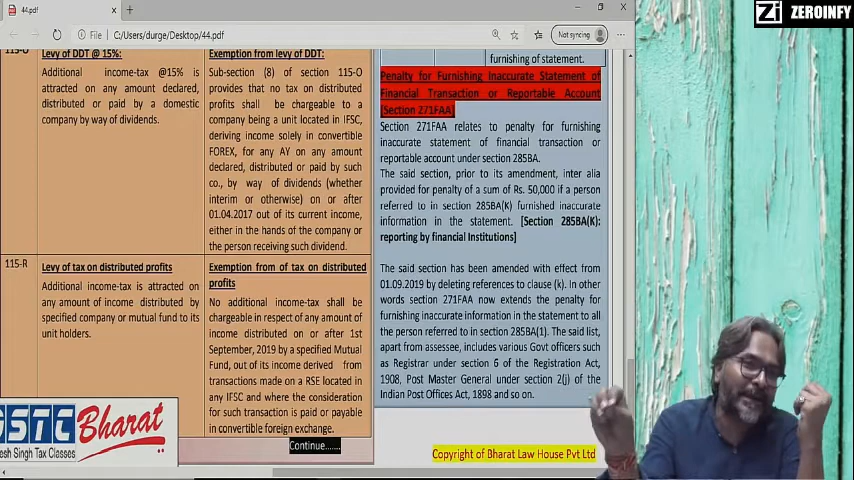 44.pdf
File | C:/Users/durge/Desktop/44.pdf
Not syncing
Zi ZEROINFY
115-O
Levy of DDT @ 15%:
Additional income-tax @15% is
attracted on any amount declared,
distributed or paid by a domestic
company by way of dividends.
Exemption from levy of DDT:
Sub-section (8) of section 115-O
provides that no tax on distributed
profits shall be chargeable to a
company being a unit located in IFSC,
deriving income solely in convertible
FOREX, for any AY on any amount
declared, distributed or paid by such
co., by way of dividends (whether
interim or otherwise) on or after
01.04.2017 out of its current income,
either in the hands of the company or
the person receiving such dividend.
115-R
Levy of tax on distributed profits
Additional income-tax is attracted on
any amount of income distributed by
specified company or mutual fund to its
unit holders.
Exemption from of tax on distributed
profits
No additional income-tax shall be
chargeable in respect of any amount of
income distributed on or after 1st
September, 2019 by a specified Mutual
Fund, out of its income derived from
transactions made on a RSE located in
any IFSC and where the consideration
for such transaction is paid or payable
in convertible foreign exchange.
Continue.......
furnishing of statement.
Penalty for Furnishing Inaccurate Statement of
Financial Transaction or Reportable Account
[Section 271FAA]
Section 271FAA relates to penalty for furnishing
inaccurate statement of financial transaction or
reportable account under section 285BA.
The said section, prior to its amendment, inter alia
provided for penalty of a sum of Rs. 50,000 if a person
referred to in section 285BA(K) furnished inaccurate
information in the statement. [Section 285BA(K):
reporting by financial Institutions]
The said section has been amended with effect from
01.09.2019 by deleting references to clause (k). In other
words section 271FAA now extends the penalty for
furnishing inaccurate information in the statement to all
the person referred to in section 285BA(1). The said list,
apart from assessee, includes various Govt officers such
as Registrar under section 6 of the Registration Act,
1908, Post Master General under section 2(j) of the
Indian Post Offices Act, 1898 and so on.
Copyright of Bharat Law House Pvt Ltd
STC Bharat
esh Singh Tax Classes